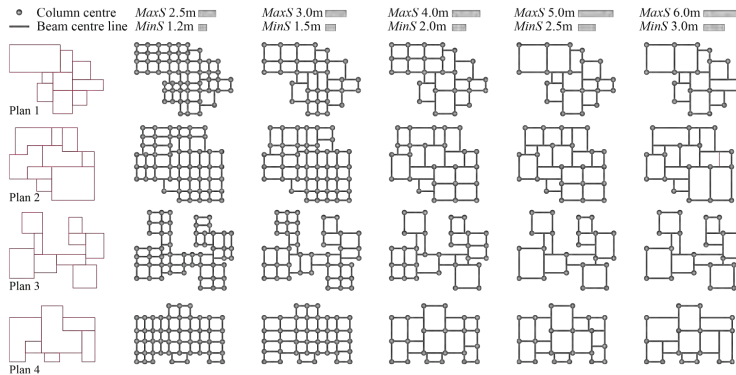 Column centre MaxS 2.5m MaxS 3.0m MaxS 4.0m MaxS 5.0m MaxS 6.0m
Beam centre line MinS 1.2m MinS 1.5m MinS 2.0m MinS 2.5m MinS 3.0m
Plan 1
Plan 2
Plan 3
Plan 4